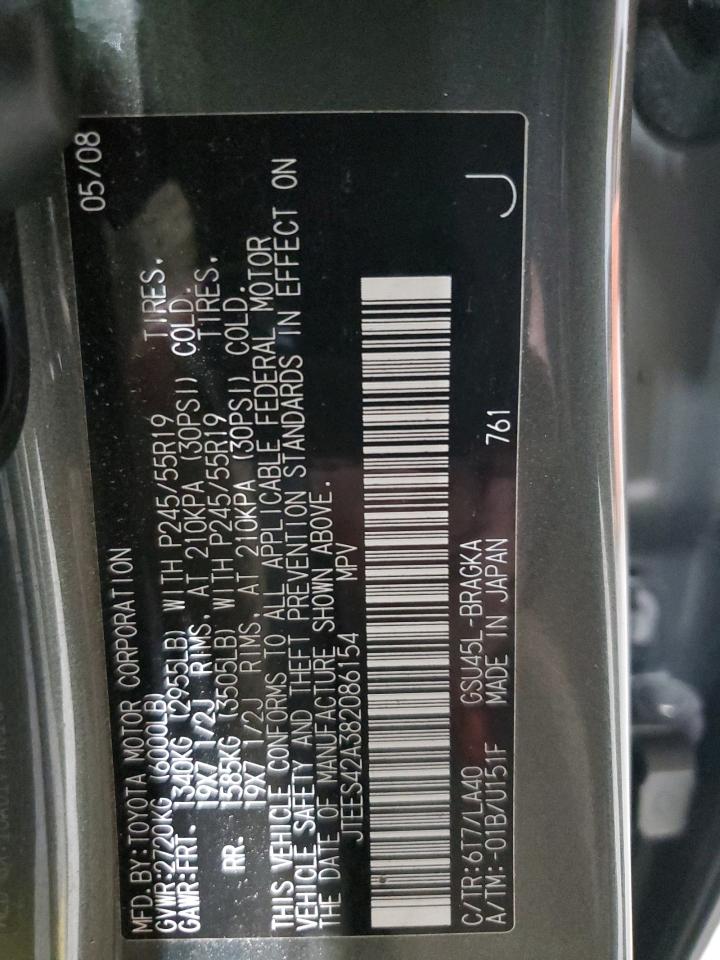 MFD. BY: TOYOTA MOTOR CORPORATION 05/08
GVWR: 2720KG (6000LB)
GAWR: FRT. 1340KG (2955LB) WITH P245/55R19 TIRES,
19X7 1/2J RIMS, AT 210KPA (30PSI) COLD.
RR. 1585KG (3505LB) WITH P245/55R19 TIRES,
19X7 1/2J RIMS, AT 210KPA (30PSI) COLD.
THIS VEHICLE CONFORMS TO ALL APPLICABLE FEDERAL MOTOR
VEHICLE SAFETY AND THEFT PREVENTION STANDARDS IN EFFECT ON
THE DATE OF MANUFACTURE SHOWN ABOVE.
JTEES42A382086154 MPV
C/TR: 6T7/LA40 GSU45L-BRAGKA
A/TM: -01B/U151F MADE IN JAPAN 761 J